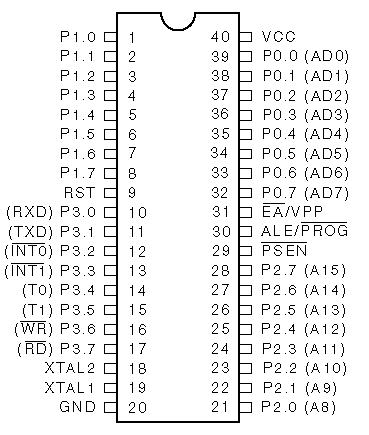 P1.0 1 40 VCC
P1.1 2 39 P0.0 (AD0)
P1.2 3 38 P0.1 (AD1)
P1.3 4 37 P0.2 (AD2)
P1.4 5 36 P0.3 (AD3)
P1.5 6 35 P0.4 (AD4)
P1.6 7 34 P0.5 (AD5)
P1.7 8 33 P0.6 (AD6)
RST 9 32 P0.7 (AD7)
(RXD) P3.0 10 31 EA/VPP
(TXD) P3.1 11 30 ALE/PROG
(INT0) P3.2 12 29 PSEN
(INT1) P3.3 13 28 P2.7 (A15)
(T0) P3.4 14 27 P2.6 (A14)
(T1) P3.5 15 26 P2.5 (A13)
(WR) P3.6 16 25 P2.4 (A12)
(RD) P3.7 17 24 P2.3 (A11)
XTAL2 18 23 P2.2 (A10)
XTAL1 19 22 P2.1 (A9)
GND 20 21 P2.0 (A8)